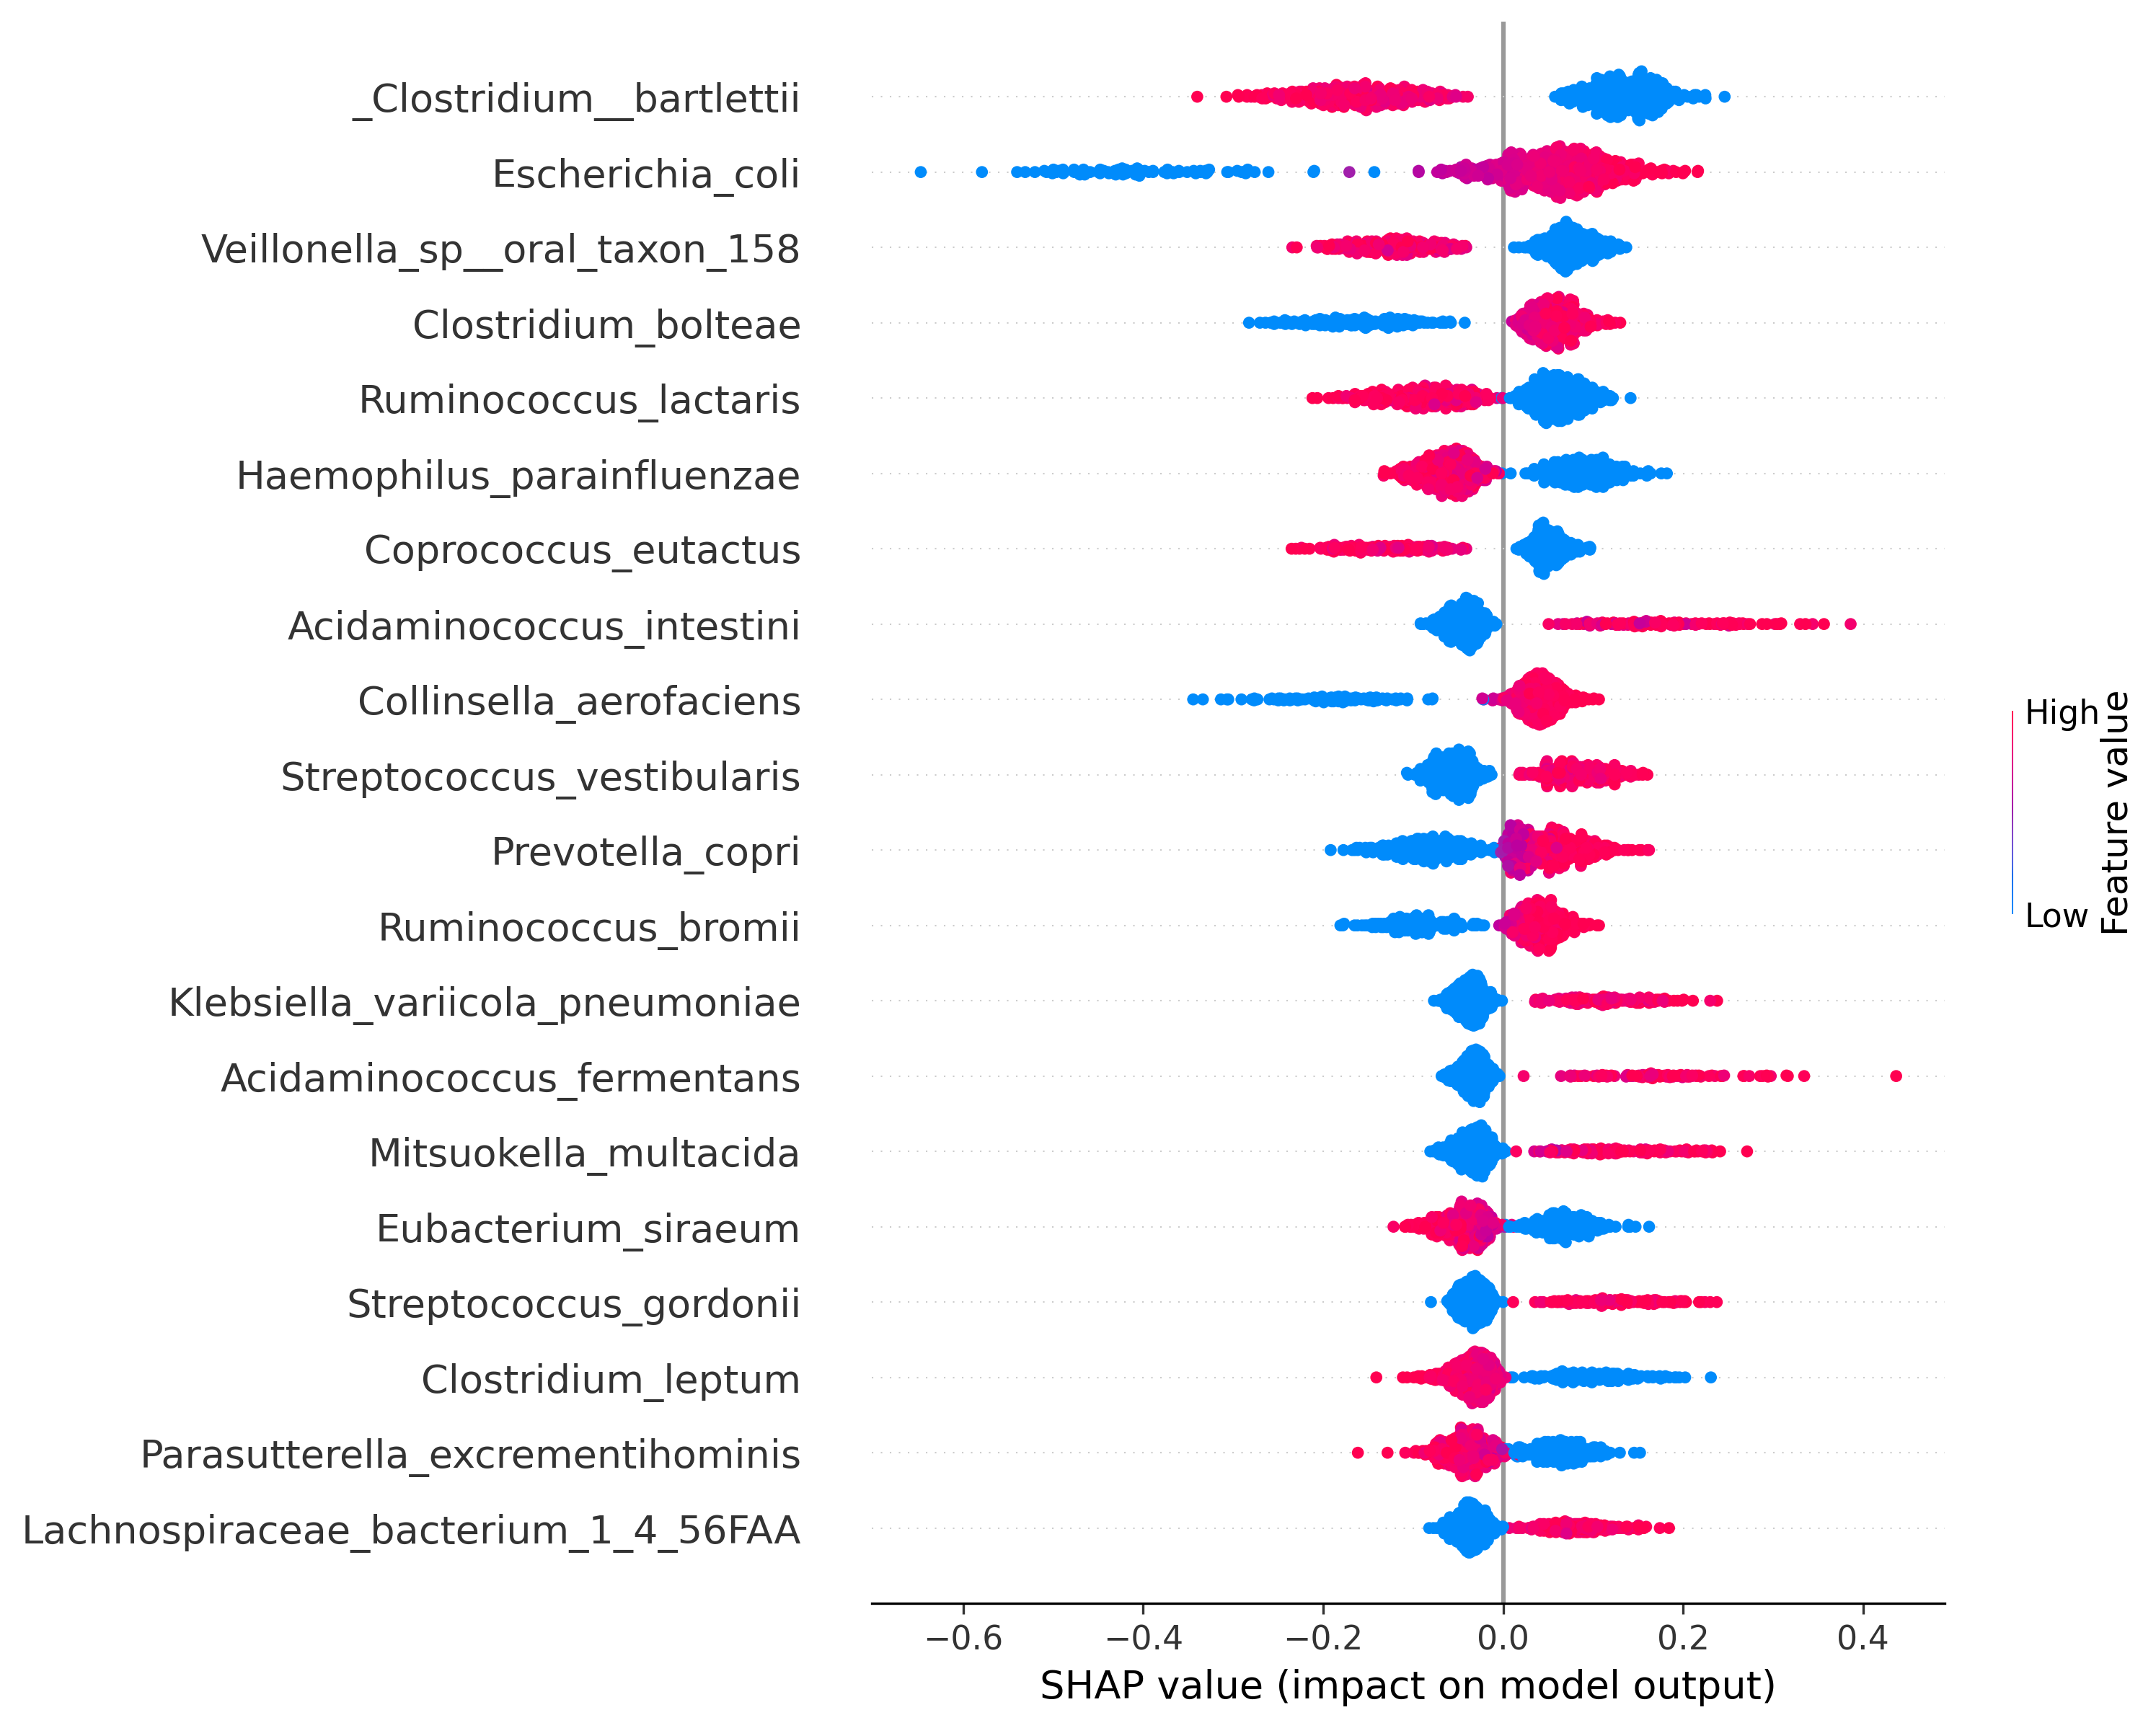 _Clostridium__bartlettii
Escherichia_coli
Veillonella_sp__oral_taxon_158
Clostridium_bolteae
Ruminococcus_lactaris
Haemophilus_parainfluenzae
Coprococcus_eutactus
Acidaminococcus_intestini
Collinsella_aerofaciens
Streptococcus_vestibularis
Prevotella_copri
Ruminococcus_bromii
Klebsiella_variicola_pneumoniae
Acidaminococcus_fermentans
Mitsuokella_multacida
Eubacterium_siraeum
Streptococcus_gordonii
Clostridium_leptum
Parasutterella_excrementihominis
Lachnospiraceae_bacterium_1_4_56FAA
−0.6 −0.4 −0.2 0.0 0.2 0.4
SHAP value (impact on model output)
High
Low
Feature value